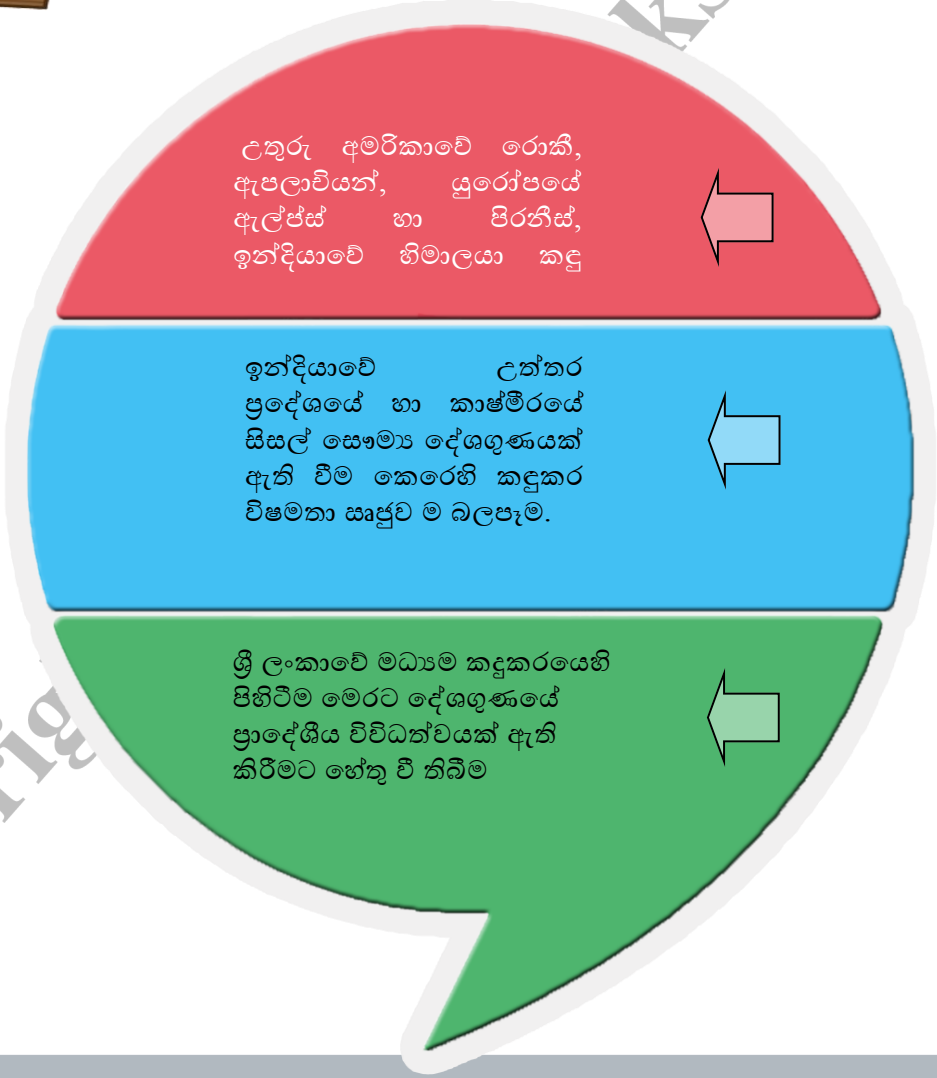 උතුරු අමරිකාවේ රොකී,
ඇපලාචියන්, යුරෝපයේ
ඇල්ප්ස් හා පිරනීස්,
ඉන්දියාවේ හිමාලයා කඳු
ඉන්දියාවේ උත්තර
ප්‍රදේශයේ හා කාෂ්මීරයේ
සිසල් සෞම්‍ය දේශගුණයක්
ඇති වීම කෙරෙහි කඳුකර
විෂමතා ඍජුව ම බලපෑම.
ශ්‍රී ලංකාවේ මධ්‍යම කදුකරයෙහි
පිහිටීම මෙරට දේශගුණයේ
ප්‍රාදේශීය විවිධත්වයක් ඇති
කිරීමට හේතු වී තිබීම